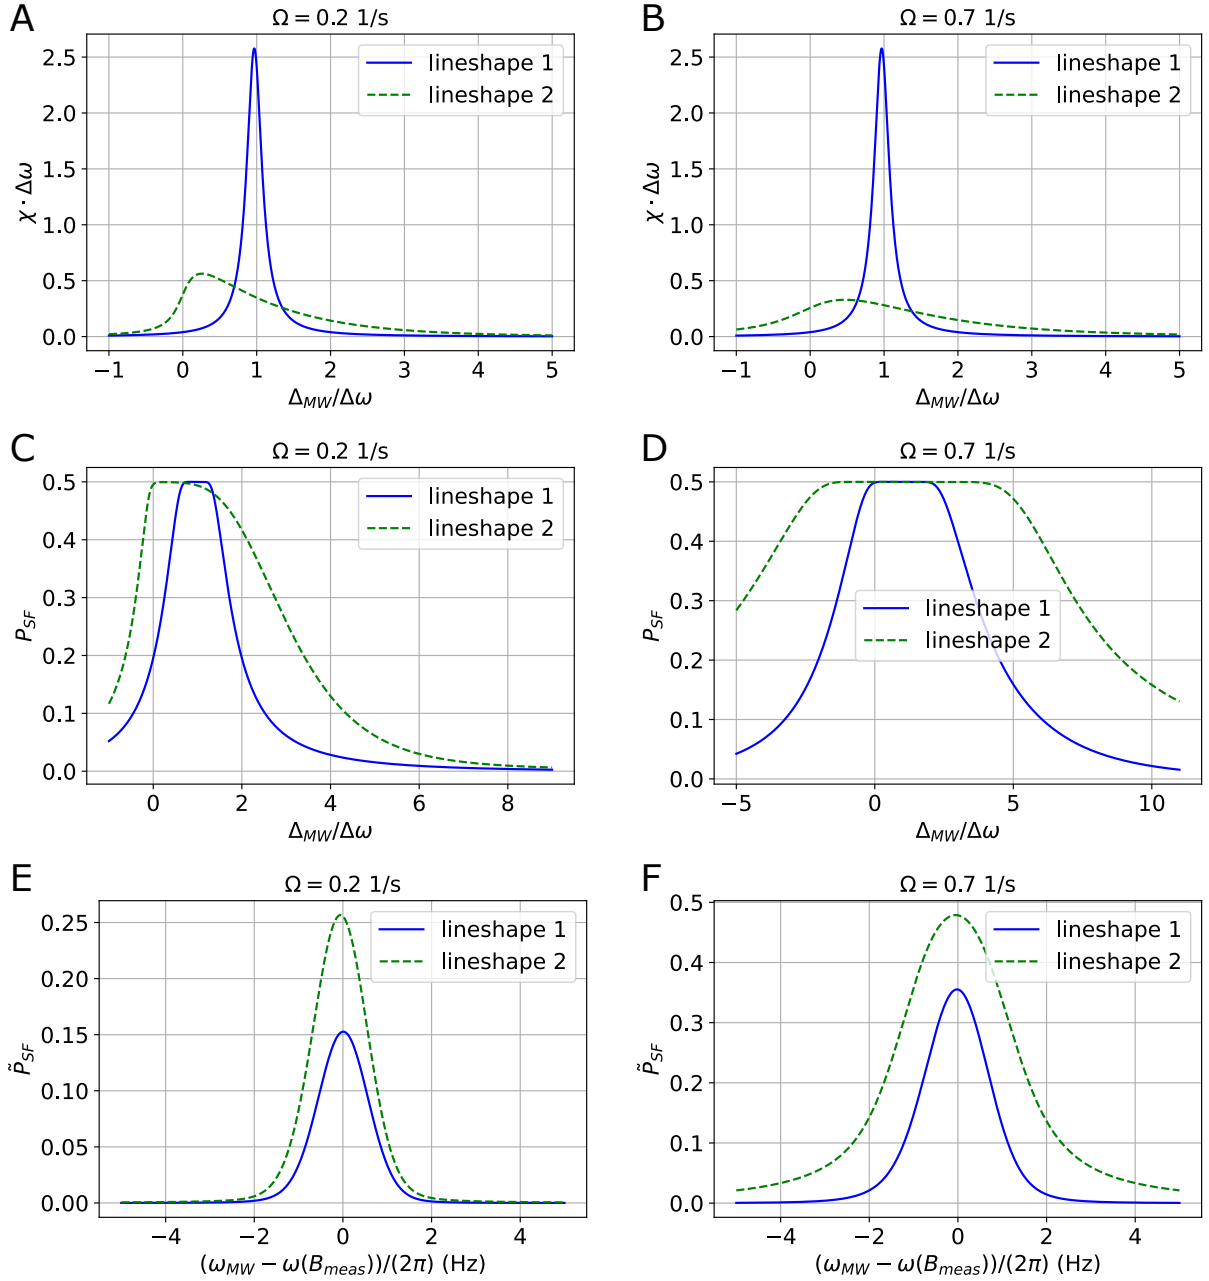 A
Ω = 0.2 1/s
lineshape 1
lineshape 2
χ · Δω
2.5
2.0
1.5
1.0
0.5
0.0
−1 0 1 2 3 4 5
Δ_MW/Δω
B
Ω = 0.7 1/s
lineshape 1
lineshape 2
χ · Δω
2.5
2.0
1.5
1.0
0.5
0.0
−1 0 1 2 3 4 5
Δ_MW/Δω
C
Ω = 0.2 1/s
lineshape 1
lineshape 2
P_SF
0.5
0.4
0.3
0.2
0.1
0.0
0 2 4 6 8
Δ_MW/Δω
D
Ω = 0.7 1/s
lineshape 1
lineshape 2
P_SF
0.5
0.4
0.3
0.2
0.1
0.0
−5 0 5 10
Δ_MW/Δω
E
Ω = 0.2 1/s
lineshape 1
lineshape 2
P̃_SF
0.25
0.20
0.15
0.10
0.05
0.00
−4 −2 0 2 4
(ω_MW − ω(B_meas))/(2π) (Hz)
F
Ω = 0.7 1/s
lineshape 1
lineshape 2
P̃_SF
0.5
0.4
0.3
0.2
0.1
0.0
−4 −2 0 2 4
(ω_MW − ω(B_meas))/(2π) (Hz)